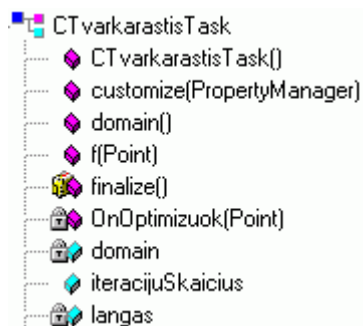 CTvarkarastisTask
CTvarkarastisTask()
customize(PropertyManager)
domain()
f(Point)
finalize()
OnOptimizuok(Point)
domain
iteracijuSkaicius
langas